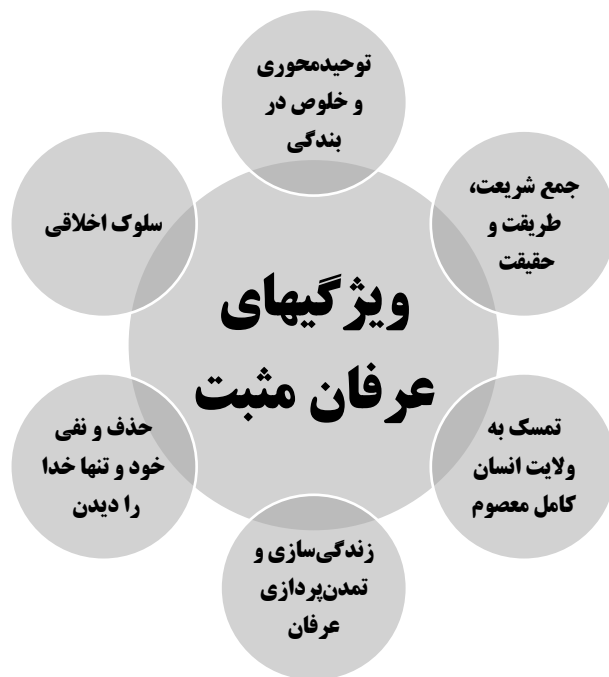 توحیدمحوری
و خلوص در
بندگی
جمع شریعت،
طریقت و
حقیقت
تمسک به
ولایت انسان
کامل معصوم
زندگی‌سازی و
تمدن‌پردازی
عرفان
حذف و نفی
خود و تنها خدا
را دیدن
سلوک اخلاقی
ویژگیهای
عرفان مثبت